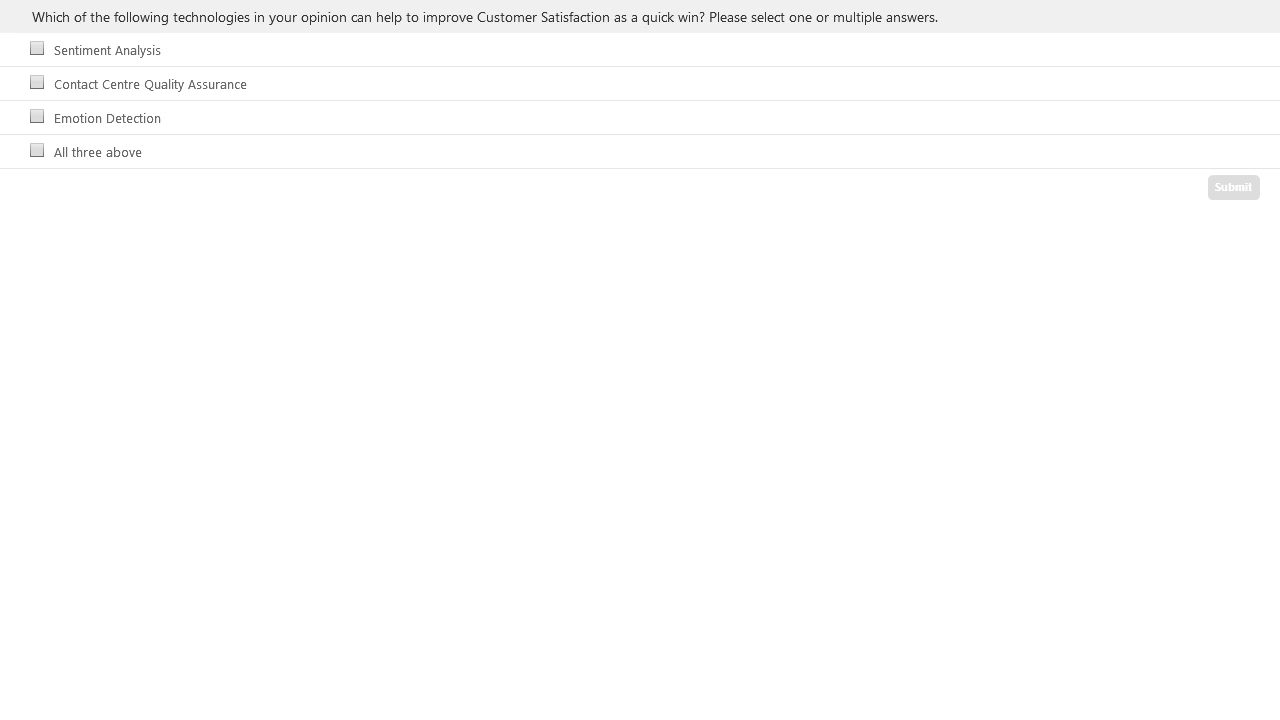 Which of the following technologies in your opinion can help to improve Customer Satisfaction as a quick win? Please select one or multiple answers.
Sentiment Analysis
Contact Centre Quality Assurance
Emotion Detection
All three above
Submit